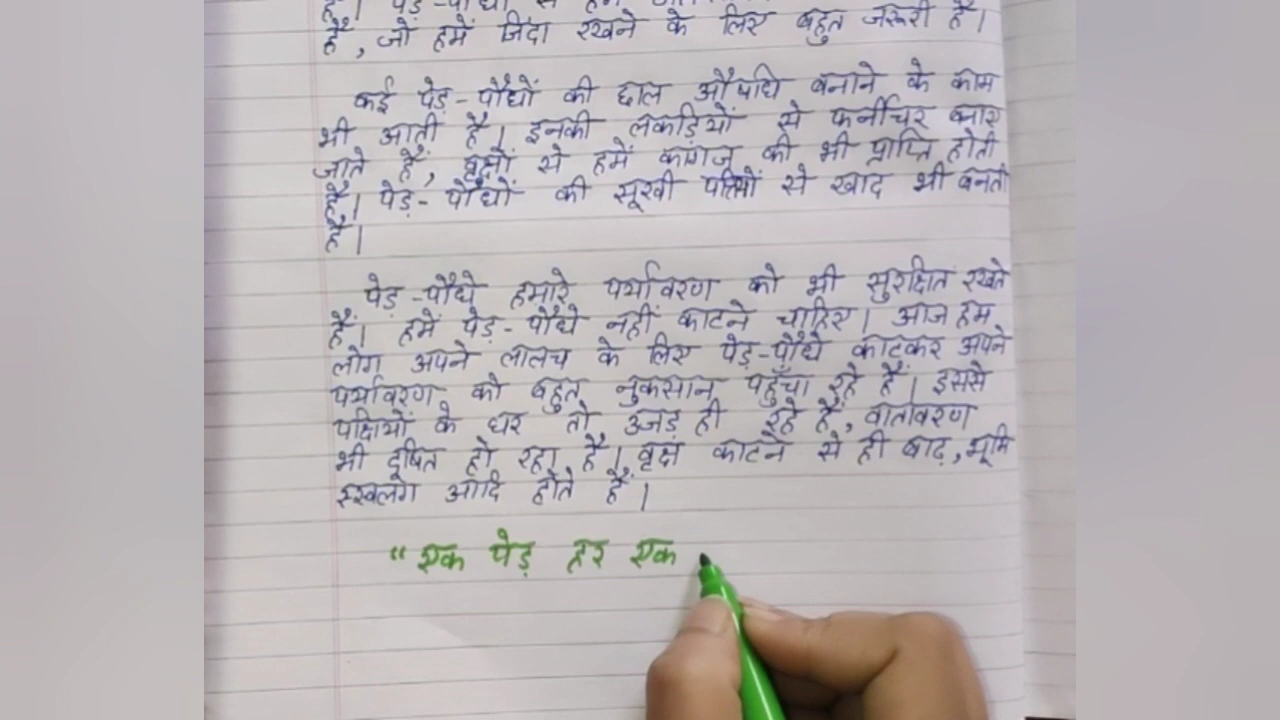 है। पेड़-पौधों से हमें
है, जो हमें जिंदा रखने के लिए बहुत जरूरी है।
कई पेड़-पौधों की छाल औषधि बनाने के काम
भी आती है। इनकी लकड़ियों से फर्नीचर बनाए
जाते हैं, वृक्षों से हमें कागज की भी प्राप्ति होती
है। पेड़-पौधों की सूखी पत्तियों से खाद भी बनती
है।
पेड़-पौधे हमारे पर्यावरण को भी सुरक्षित रखते
हैं। हमें पेड़-पौधे नहीं काटने चाहिए। आज हम
लोग अपने लालच के लिए पेड़-पौधे काटकर अपने
पर्यावरण को बहुत नुकसान पहुँचा रहे हैं। इससे
पक्षियों के घर तो उजड़ ही रहे हैं, वातावरण
भी दूषित हो रहा है। वृक्ष काटने से ही बाढ़, भूमि
स्खलन आदि होते हैं।
"एक पेड़ हर एक